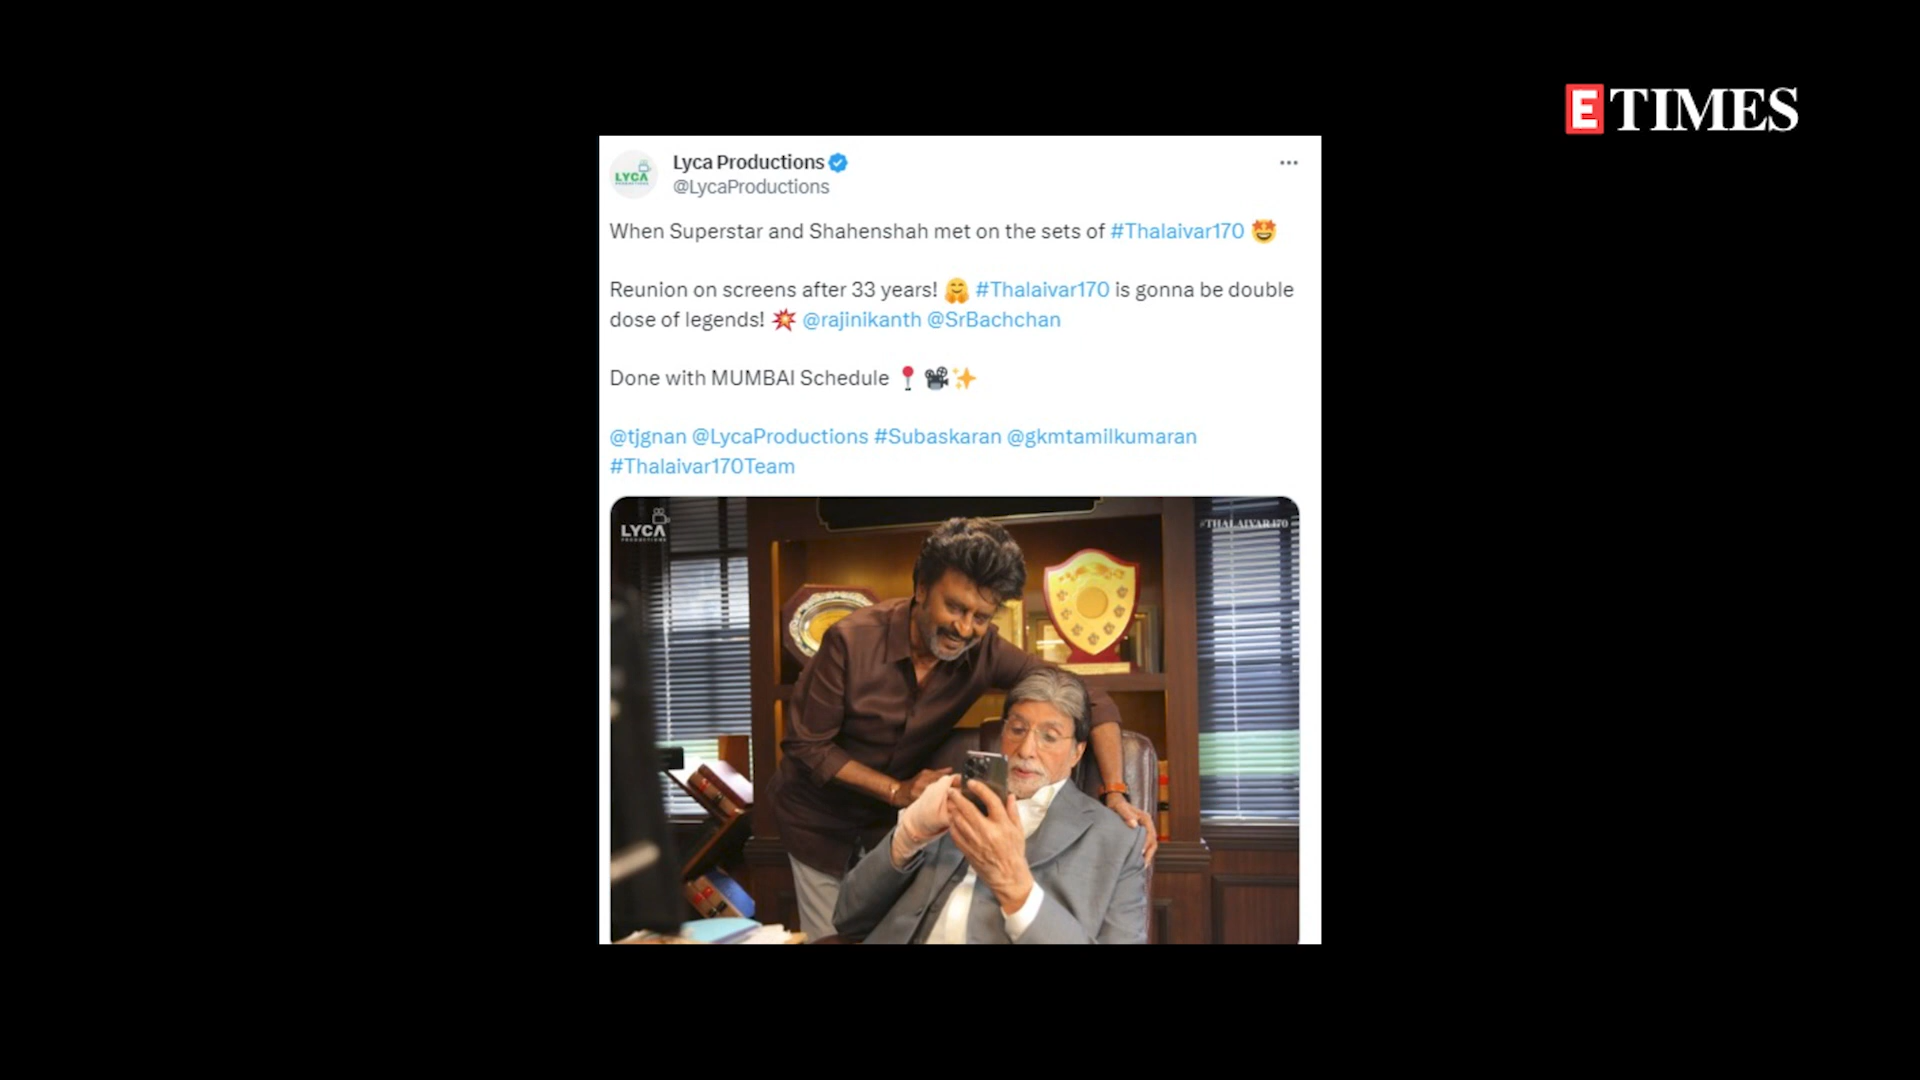 E TIMES
Lyca Productions
@LycaProductions
When Superstar and Shahenshah met on the sets of #Thalaivar170 🤩
Reunion on screens after 33 years! 🤗 #Thalaivar170 is gonna be double
dose of legends! 💥 @rajinikanth @SrBachchan
Done with MUMBAI Schedule 📍 📽️✨
@tjgnan @LycaProductions #Subaskaran @gkmtamilkumaran
#Thalaivar170Team
LYCA
PRODUCTIONS
#THALAIVAR170